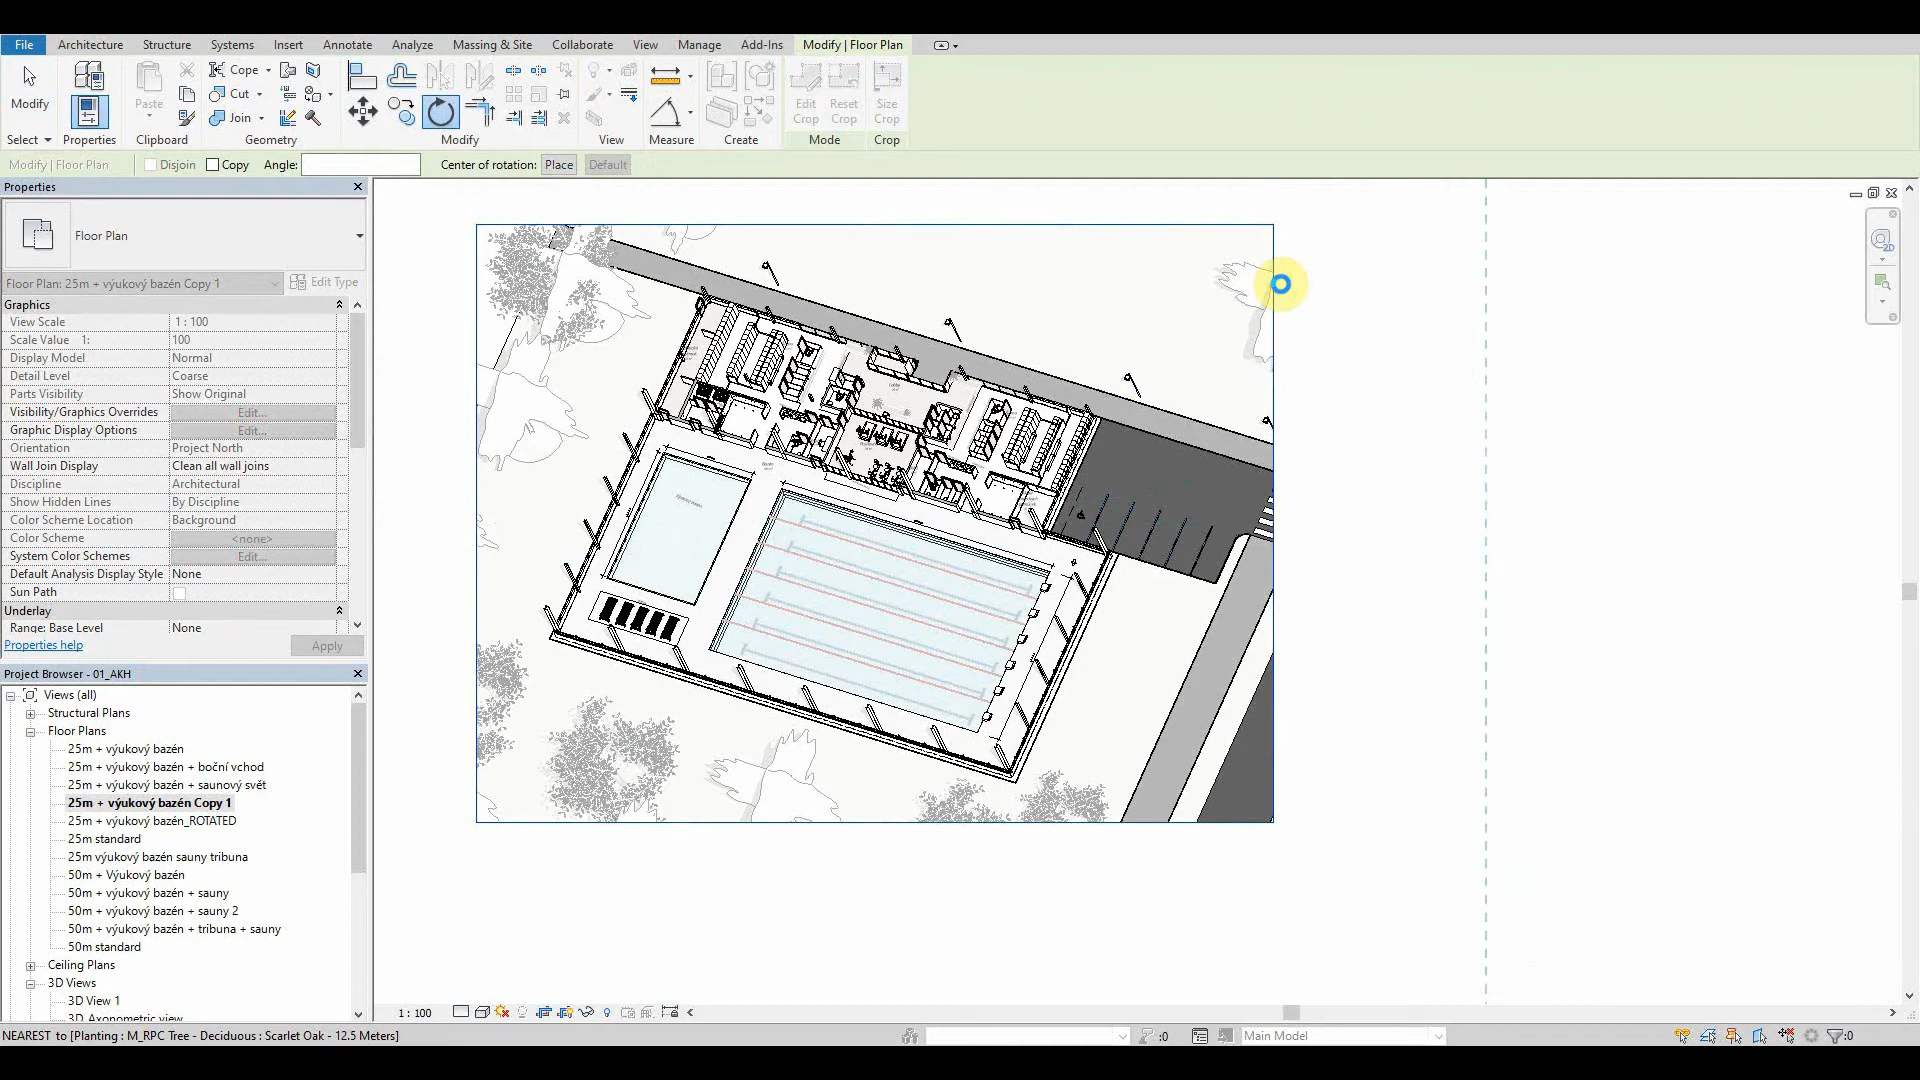 File Architecture Structure Systems Insert Annotate Analyze Massing & Site Collaborate View Manage Add-Ins Modify | Floor Plan
Modify Paste Cope Cut Join Edit Crop Reset Crop Size Crop
Select Properties Clipboard Geometry Modify View Measure Create Mode Crop
Modify | Floor Plan Disjoin Copy Angle: Center of rotation: Place Default
Properties
Floor Plan
Floor Plan: 25m + výukový bazén Copy 1 Edit Type
Graphics
View Scale 1 : 100
Scale Value 1: 100
Display Model Normal
Detail Level Coarse
Parts Visibility Show Original
Visibility/Graphics Overrides Edit...
Graphic Display Options Edit...
Orientation Project North
Wall Join Display Clean all wall joins
Discipline Architectural
Show Hidden Lines By Discipline
Color Scheme Location Background
Color Scheme <none>
System Color Schemes Edit...
Default Analysis Display Style None
Sun Path
Underlay
Range: Base Level None
Properties help Apply
Project Browser - 01_AKH
Views (all)
Structural Plans
Floor Plans
25m + výukový bazén
25m + výukový bazén + boční vchod
25m + výukový bazén + saunový svět
25m + výukový bazén Copy 1
25m + výukový bazén_ROTATED
25m standard
25m výukový bazén sauny tribuna
50m + Výukový bazén
50m + výukový bazén + sauny
50m + výukový bazén + sauny 2
50m + výukový bazén + tribuna + sauny
50m standard
Ceiling Plans
3D Views
3D View 1
3D_Axonometric view
1 : 100
NEAREST to [Planting : M_RPC Tree - Deciduous : Scarlet Oak - 12.5 Meters] :0 Main Model :0
2D